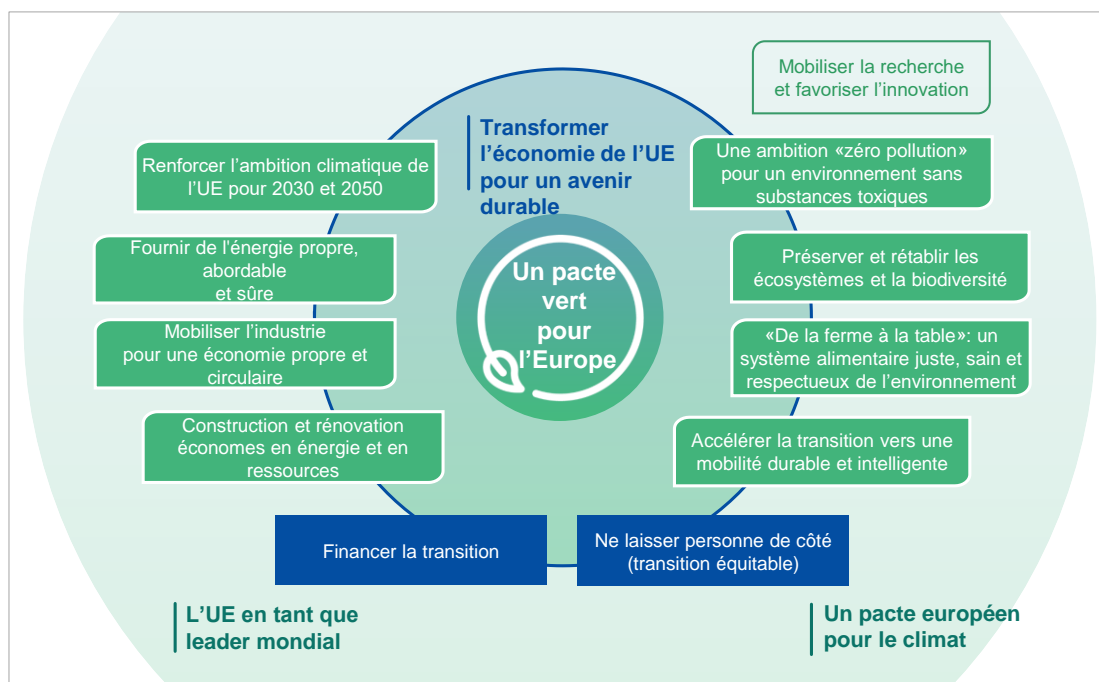 Mobiliser la recherche
et favoriser l’innovation
Transformer
l’économie de l’UE
pour un avenir
durable
Renforcer l’ambition climatique de
l’UE pour 2030 et 2050
Une ambition «zéro pollution»
pour un environnement sans
substances toxiques
Fournir de l'énergie propre,
abordable
et sûre
Préserver et rétablir les
écosystèmes et la biodiversité
Un pacte
vert
pour
l’Europe
Mobiliser l’industrie
pour une économie propre et
circulaire
«De la ferme à la table»: un
système alimentaire juste, sain et
respectueux de l’environnement
Construction et rénovation
économes en énergie et en
ressources
Accélérer la transition vers une
mobilité durable et intelligente
Financer la transition
Ne laisser personne de côté
(transition équitable)
L’UE en tant que
leader mondial
Un pacte européen
pour le climat